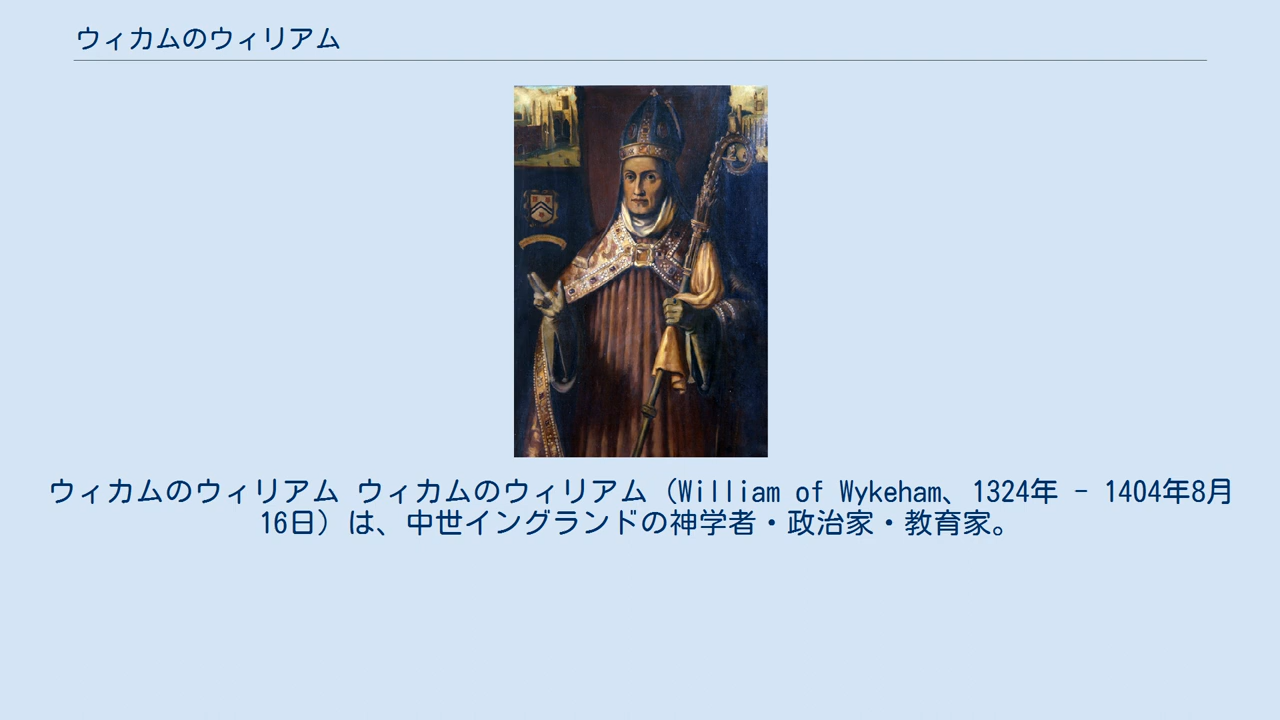 ウィカムのウィリアム
ウィカムのウィリアム ウィカムのウィリアム（William of Wykeham、1324年 - 1404年8月
16日）は、中世イングランドの神学者・政治家・教育家。